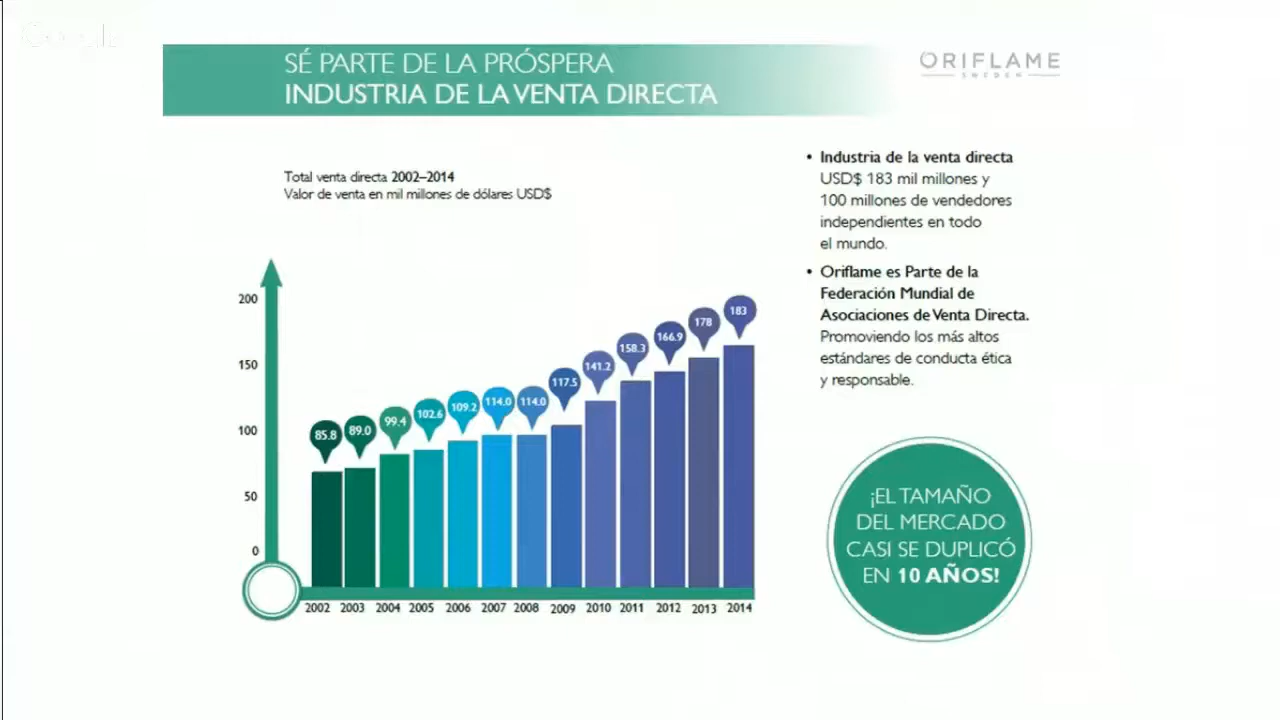 Google
SÉ PARTE DE LA PRÓSPERA
INDUSTRIA DE LA VENTA DIRECTA
ORIFLAME
SWEDEN
Total venta directa 2002–2014
Valor de venta en mil millones de dólares USD$
200
150
100
50
0
85.8
89.0
99.4
102.6
109.2
114.0
114.0
117.5
141.2
158.3
166.9
178
183
2002 2003 2004 2005 2006 2007 2008 2009 2010 2011 2012 2013 2014
• Industria de la venta directa
USD$ 183 mil millones y
100 millones de vendedores
independientes en todo
el mundo.
• Oriflame es Parte de la
Federación Mundial de
Asociaciones de Venta Directa.
Promoviendo los más altos
estándares de conducta ética
y responsable.
¡EL TAMAÑO
DEL MERCADO
CASI SE DUPLICÓ
EN 10 AÑOS!